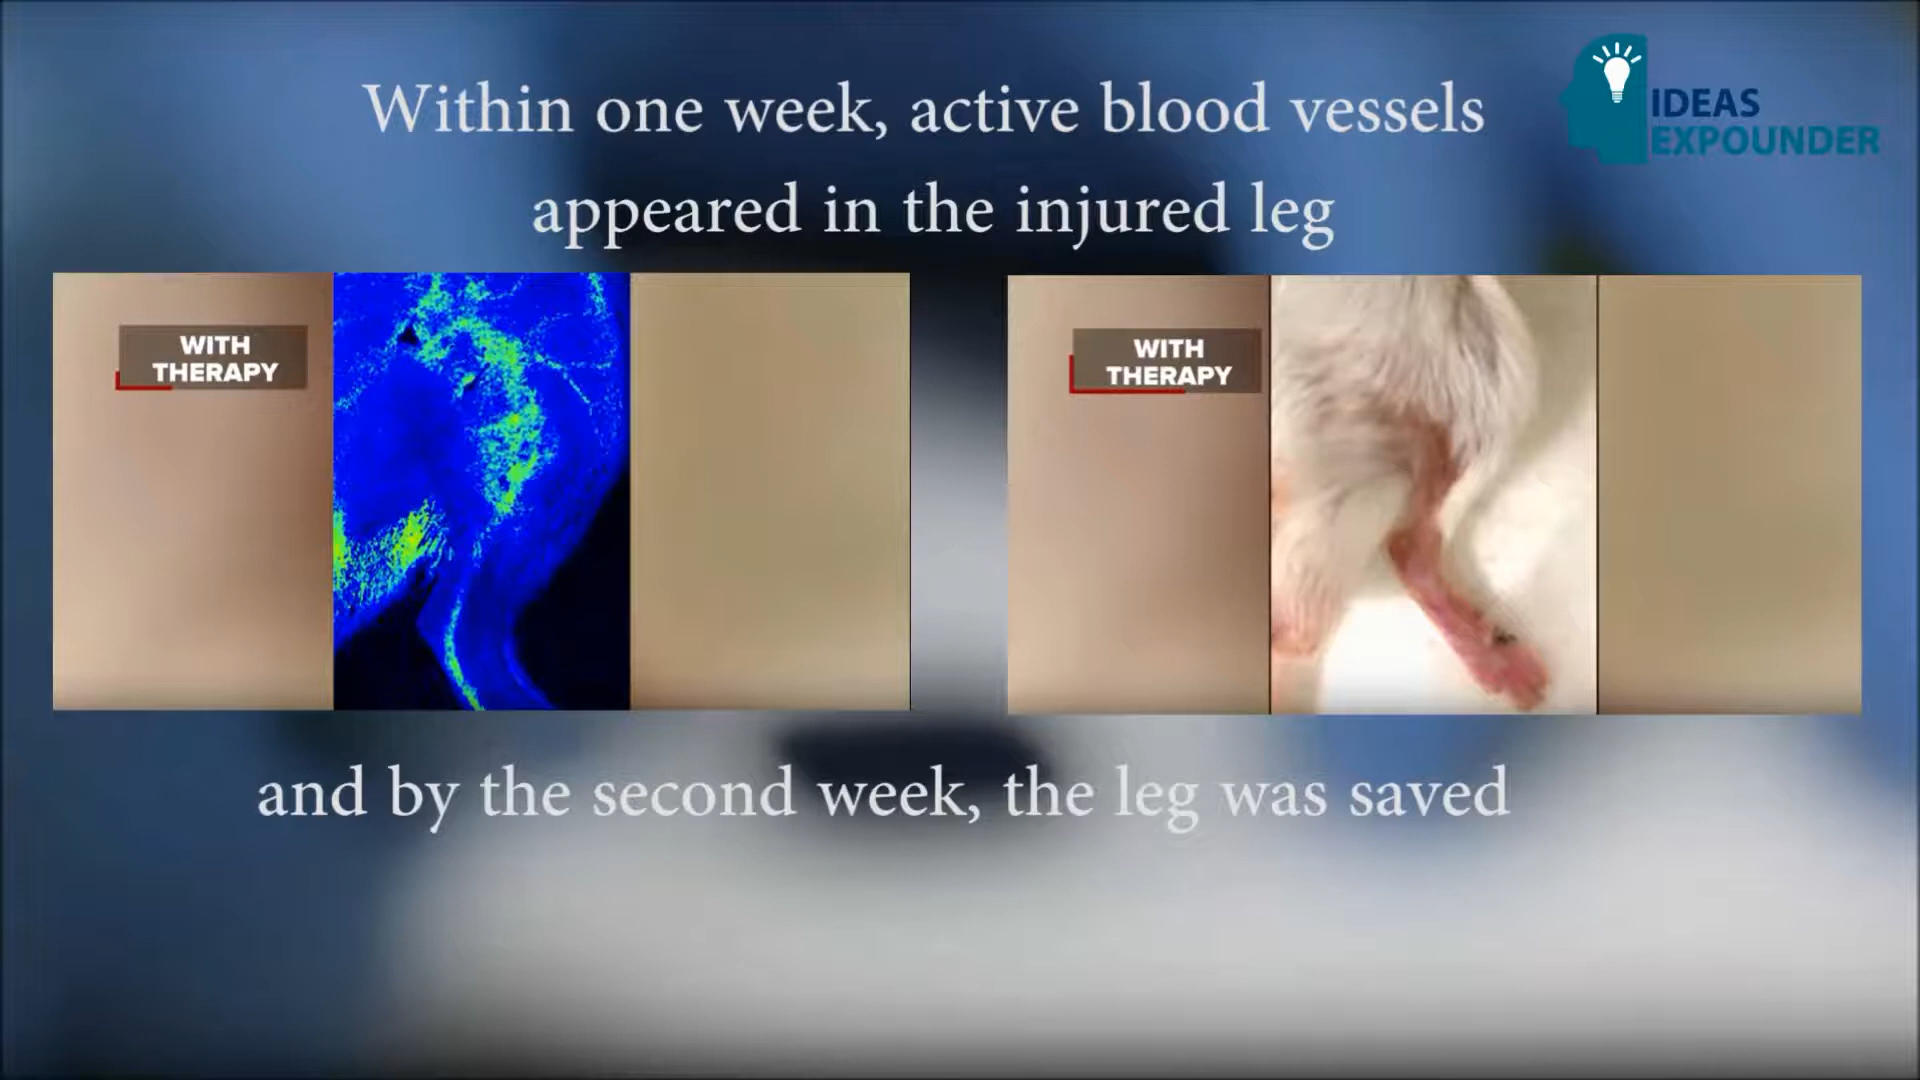 Within one week, active blood vessels
appeared in the injured leg
IDEAS
EXPOUNDER
WITH
THERAPY
WITH
THERAPY
and by the second week, the leg was saved